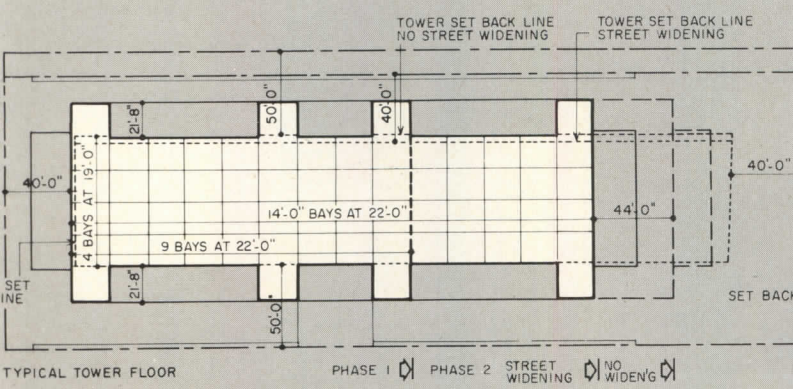 TOWER SET BACK LINE
NO STREET WIDENING
TOWER SET BACK LINE
STREET WIDENING
21'-8"
50'-0"
40'-0"
4 BAYS AT 19'-0"
40'-0"
40'-0"
14'-0" BAYS AT 22'-0"
44'-0"
9 BAYS AT 22'-0"
SET
INE
21'-8"
50'-0"
SET BACK
TYPICAL TOWER FLOOR
PHASE I
PHASE 2
STREET
WIDENING
NO
WIDEN'G